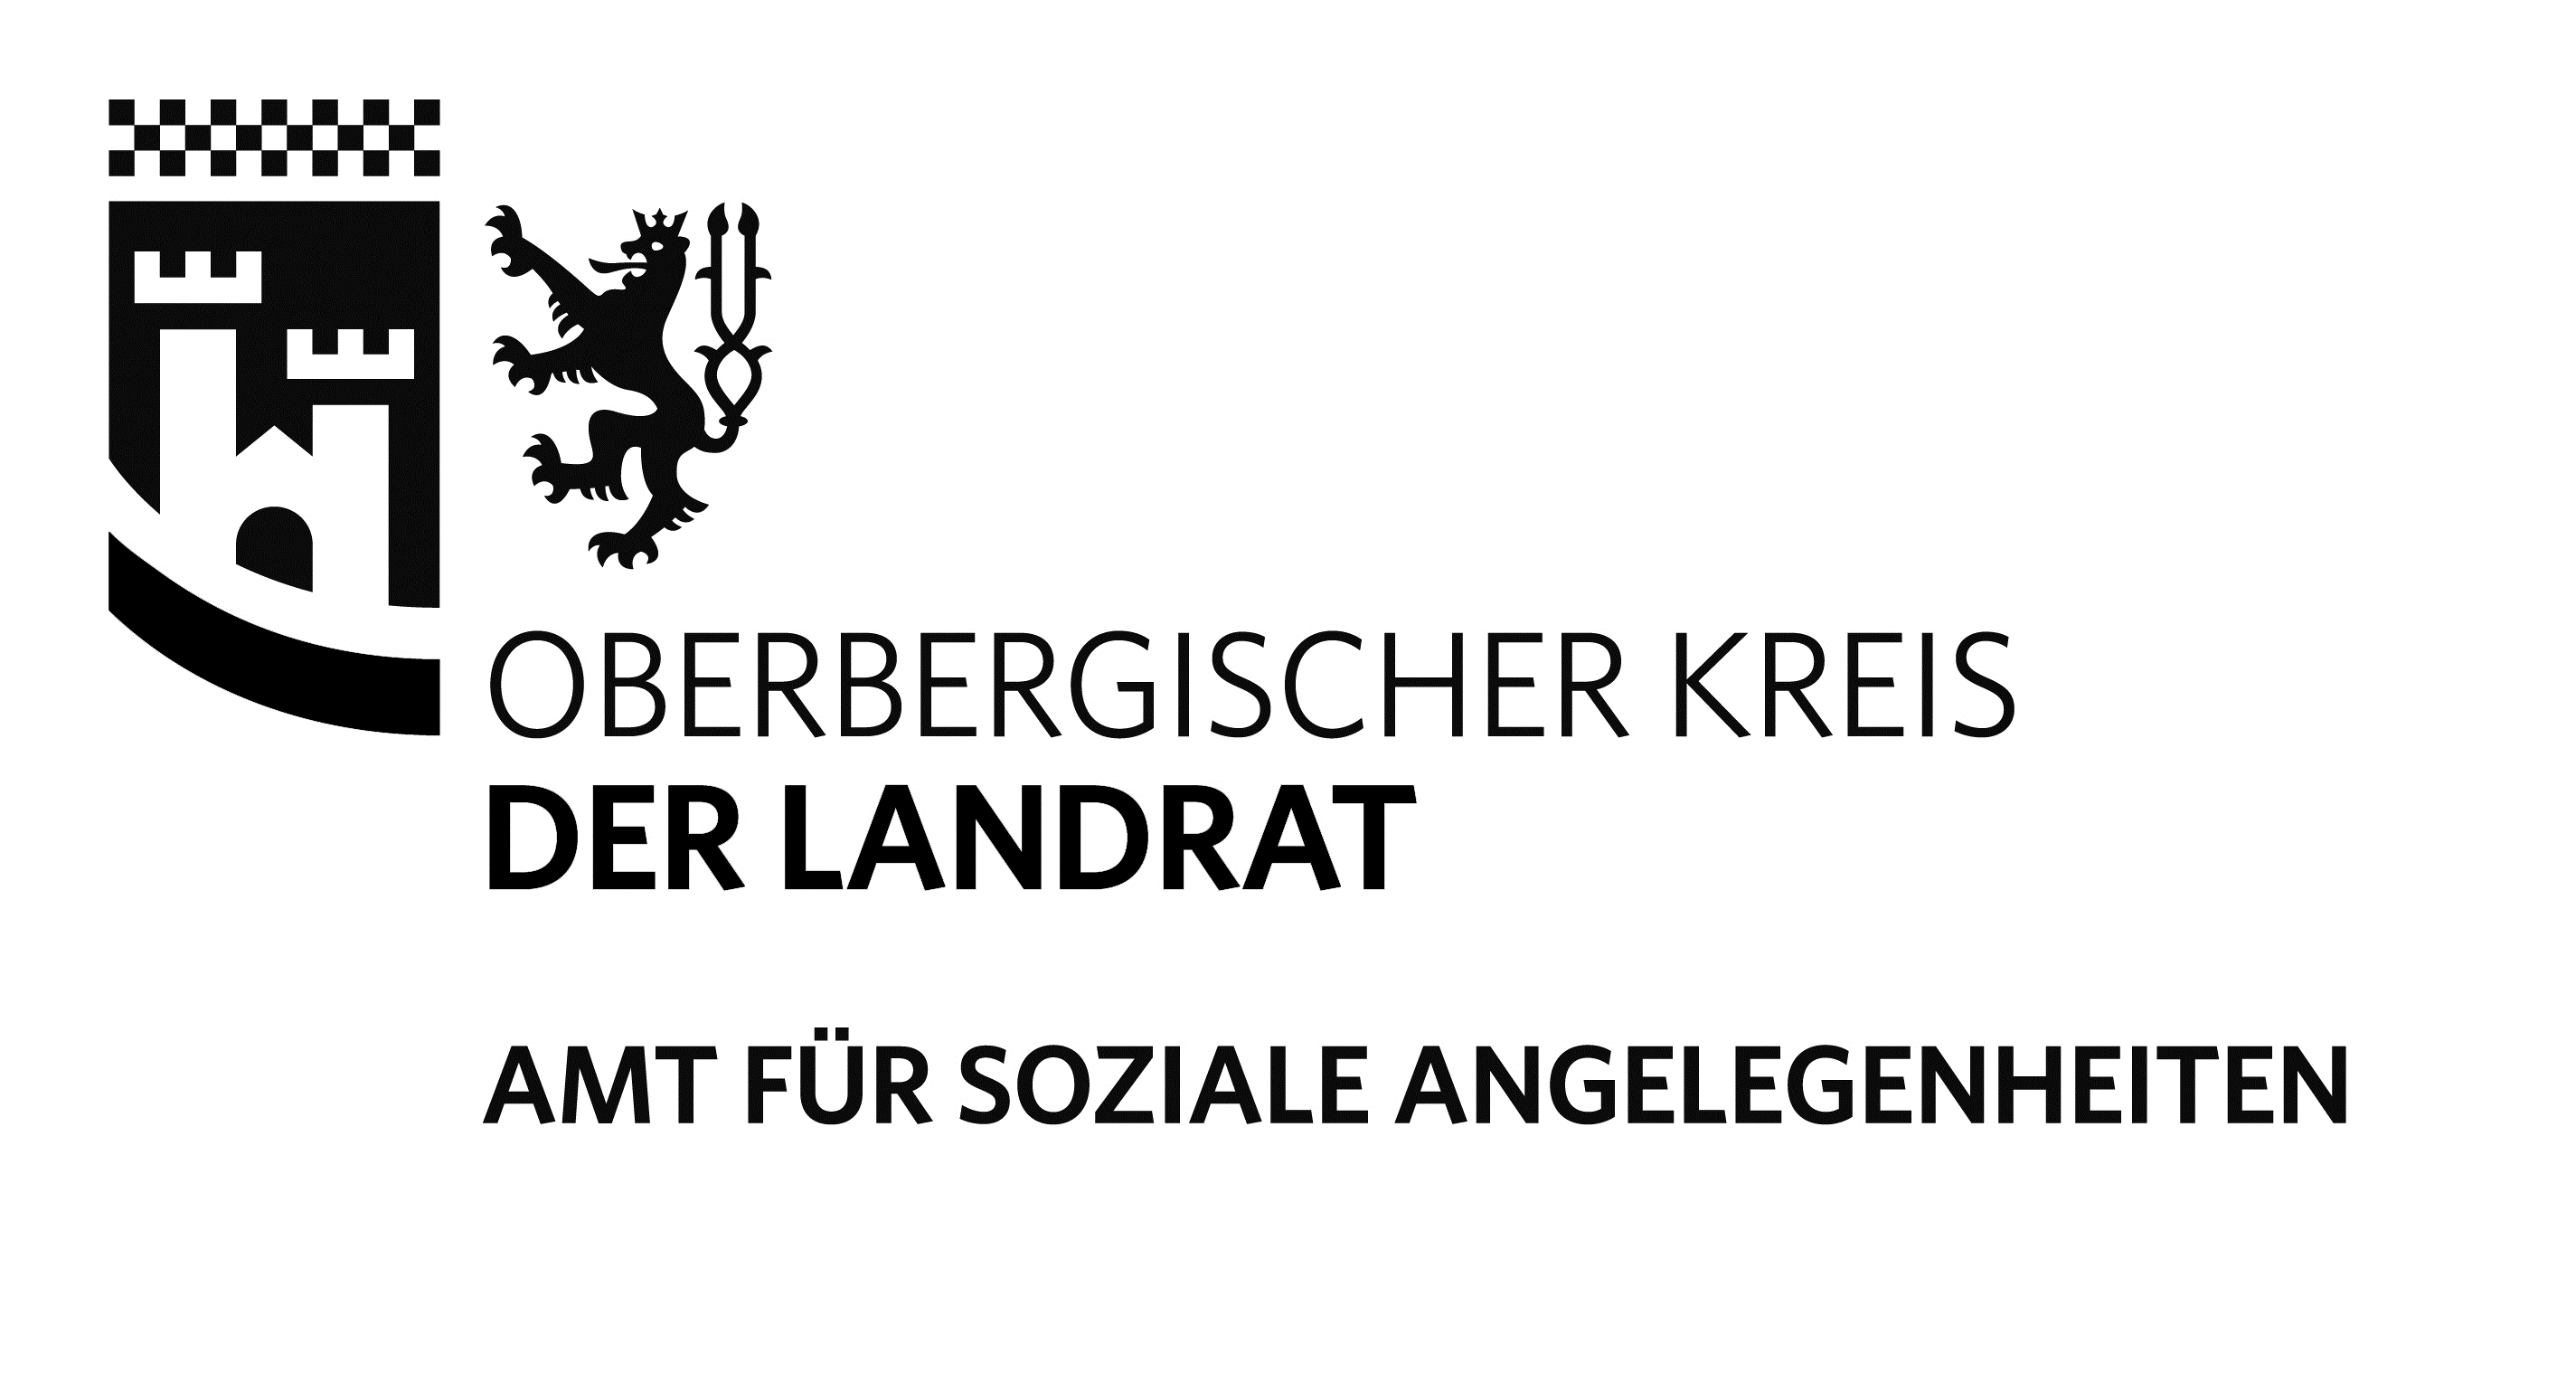 OBERBERGISCHER KREIS
DER LANDRAT
AMT FÜR SOZIALE ANGELEGENHEITEN